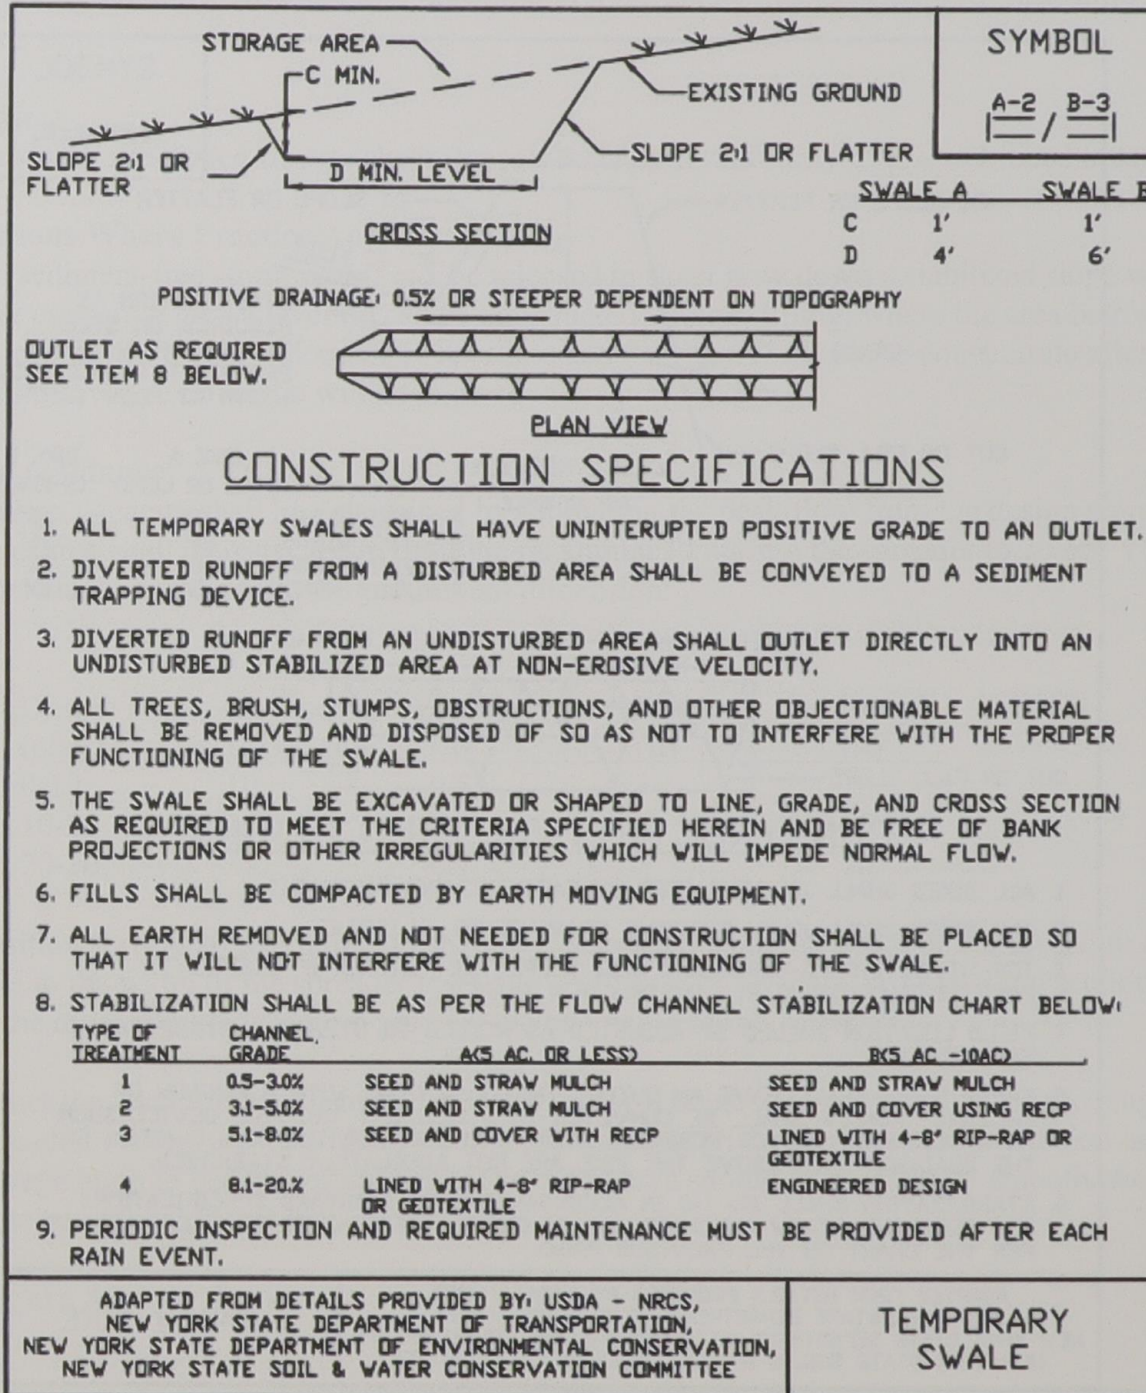 STORAGE AREA
C MIN.
EXISTING GROUND
SLOPE 2:1 OR
FLATTER
D MIN. LEVEL
SLOPE 2:1 OR FLATTER
CROSS SECTION
SYMBOL
A-2 / B-3
SWALE A SWALE B
C 1' 1'
D 4' 6'
POSITIVE DRAINAGE: 0.5% OR STEEPER DEPENDENT ON TOPOGRAPHY
OUTLET AS REQUIRED
SEE ITEM 8 BELOW.
PLAN VIEW
CONSTRUCTION SPECIFICATIONS
1. ALL TEMPORARY SWALES SHALL HAVE UNINTERUPTED POSITIVE GRADE TO AN OUTLET.
2. DIVERTED RUNOFF FROM A DISTURBED AREA SHALL BE CONVEYED TO A SEDIMENT
TRAPPING DEVICE.
3. DIVERTED RUNOFF FROM AN UNDISTURBED AREA SHALL OUTLET DIRECTLY INTO AN
UNDISTURBED STABILIZED AREA AT NON-EROSIVE VELOCITY.
4. ALL TREES, BRUSH, STUMPS, OBSTRUCTIONS, AND OTHER OBJECTIONABLE MATERIAL
SHALL BE REMOVED AND DISPOSED OF SO AS NOT TO INTERFERE WITH THE PROPER
FUNCTIONING OF THE SWALE.
5. THE SWALE SHALL BE EXCAVATED OR SHAPED TO LINE, GRADE, AND CROSS SECTION
AS REQUIRED TO MEET THE CRITERIA SPECIFIED HEREIN AND BE FREE OF BANK
PROJECTIONS OR OTHER IRREGULARITIES WHICH WILL IMPEDE NORMAL FLOW.
6. FILLS SHALL BE COMPACTED BY EARTH MOVING EQUIPMENT.
7. ALL EARTH REMOVED AND NOT NEEDED FOR CONSTRUCTION SHALL BE PLACED SO
THAT IT WILL NOT INTERFERE WITH THE FUNCTIONING OF THE SWALE.
8. STABILIZATION SHALL BE AS PER THE FLOW CHANNEL STABILIZATION CHART BELOW:
TYPE OF CHANNEL
TREATMENT GRADE A(5 AC. OR LESS) B(5 AC -10AC)
1 0.5-3.0% SEED AND STRAW MULCH SEED AND STRAW MULCH
2 3.1-5.0% SEED AND STRAW MULCH SEED AND COVER USING RECP
3 5.1-8.0% SEED AND COVER WITH RECP LINED WITH 4-8" RIP-RAP OR
GEOTEXTILE
4 8.1-20.% LINED WITH 4-8" RIP-RAP ENGINEERED DESIGN
OR GEOTEXTILE
9. PERIODIC INSPECTION AND REQUIRED MAINTENANCE MUST BE PROVIDED AFTER EACH
RAIN EVENT.
ADAPTED FROM DETAILS PROVIDED BY: USDA - NRCS,
NEW YORK STATE DEPARTMENT OF TRANSPORTATION,
NEW YORK STATE DEPARTMENT OF ENVIRONMENTAL CONSERVATION,
NEW YORK STATE SOIL & WATER CONSERVATION COMMITTEE
TEMPORARY
SWALE